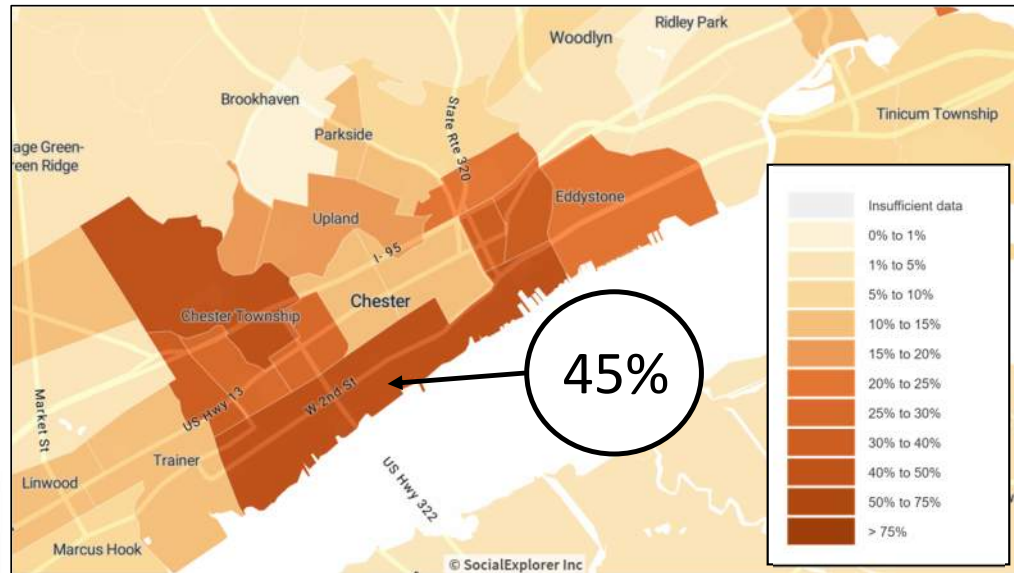 Ridley Park
Woodlyn
Brookhaven
Tinicum Township
State Rte 320
Parkside
age Green-
reen Ridge
Eddystone
Upland
I- 95
Chester
Chester Township
45%
W 2nd St
US Hwy 13
Market St
Trainer
US Hwy 322
Linwood
Marcus Hook
© SocialExplorer Inc
Insufficient data
0% to 1%
1% to 5%
5% to 10%
10% to 15%
15% to 20%
20% to 25%
25% to 30%
30% to 40%
40% to 50%
50% to 75%
> 75%